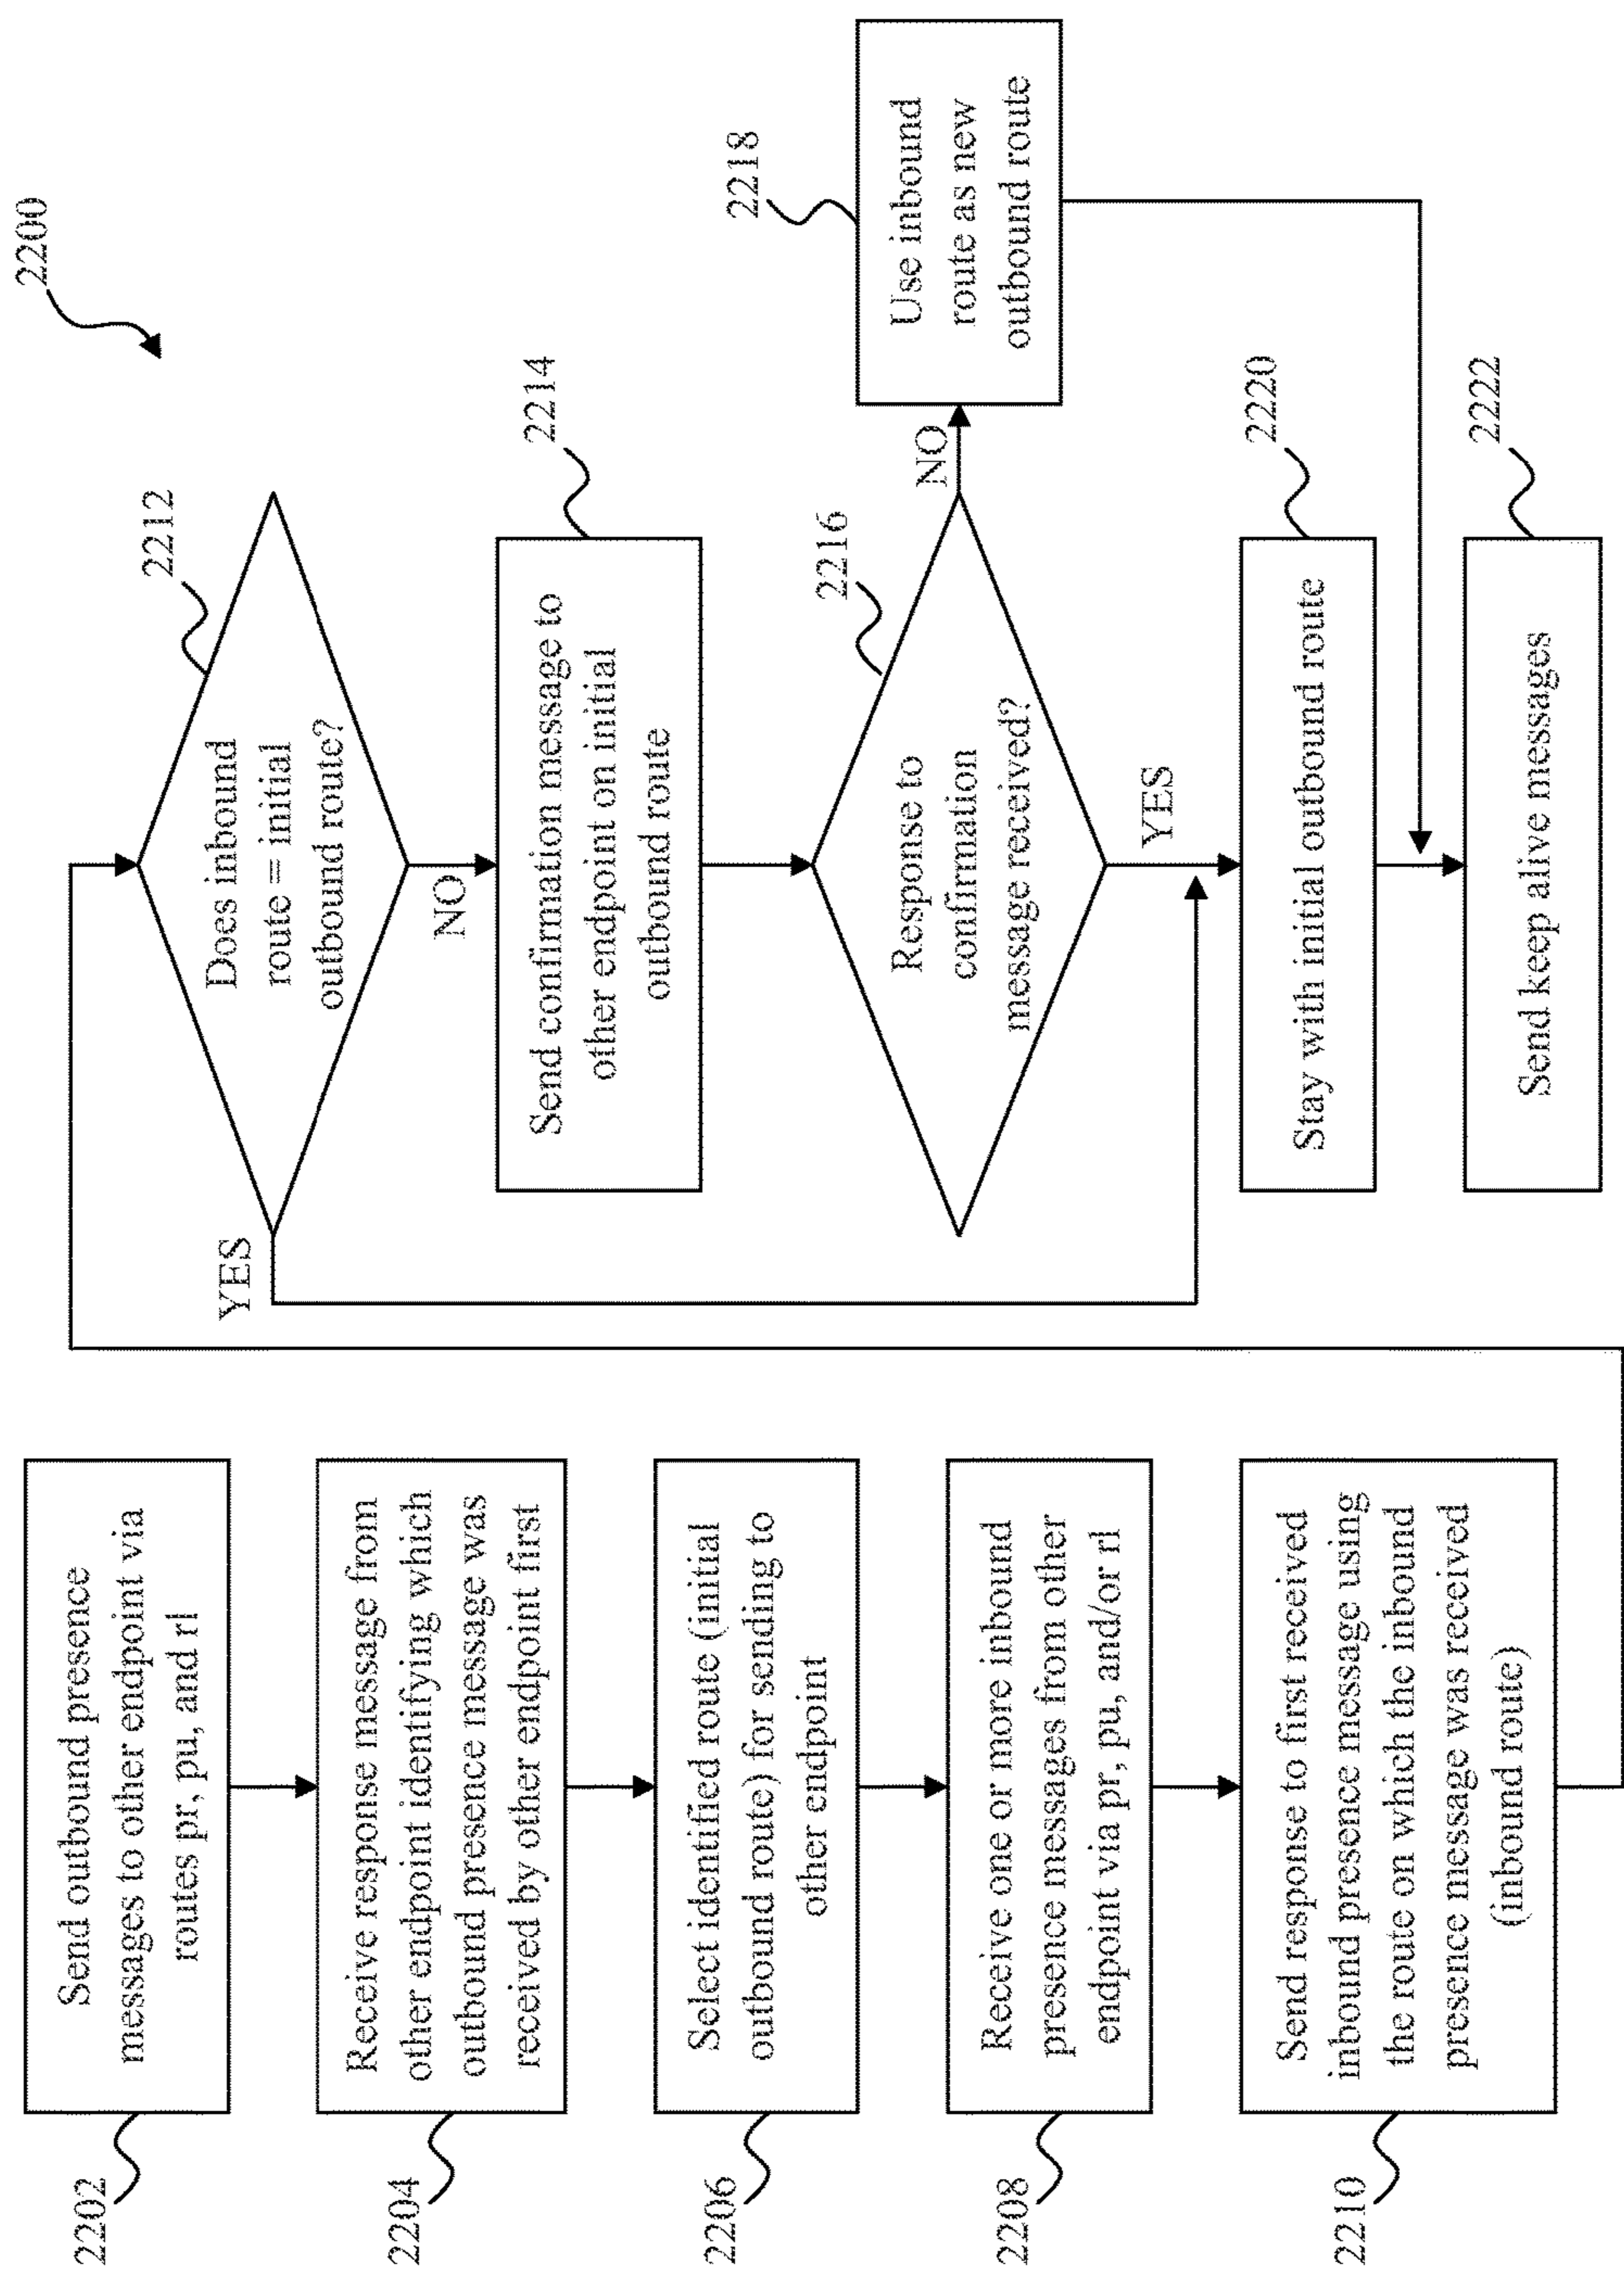 2200
2202
Send outbound presence
messages to other endpoint via
routes pr, pu, and rl
2204
Receive response message from
other endpoint identifying which
outbound presence message was
received by other endpoint first
2206
Select identified route (initial
outbound route) for sending to
other endpoint
2208
Receive one or more inbound
presence messages from other
endpoint via pr, pu, and/or rl
2210
Send response to first received
inbound presence message using
the route on which the inbound
presence message was received
(inbound route)
2212
Does inbound
route = initial
outbound route?
YES
NO
2214
Send confirmation message to
other endpoint on initial
outbound route
2216
Response to
confirmation
message received?
NO
YES
2218
Use inbound
route as new
outbound route
2220
Stay with initial outbound route
2222
Send keep alive messages